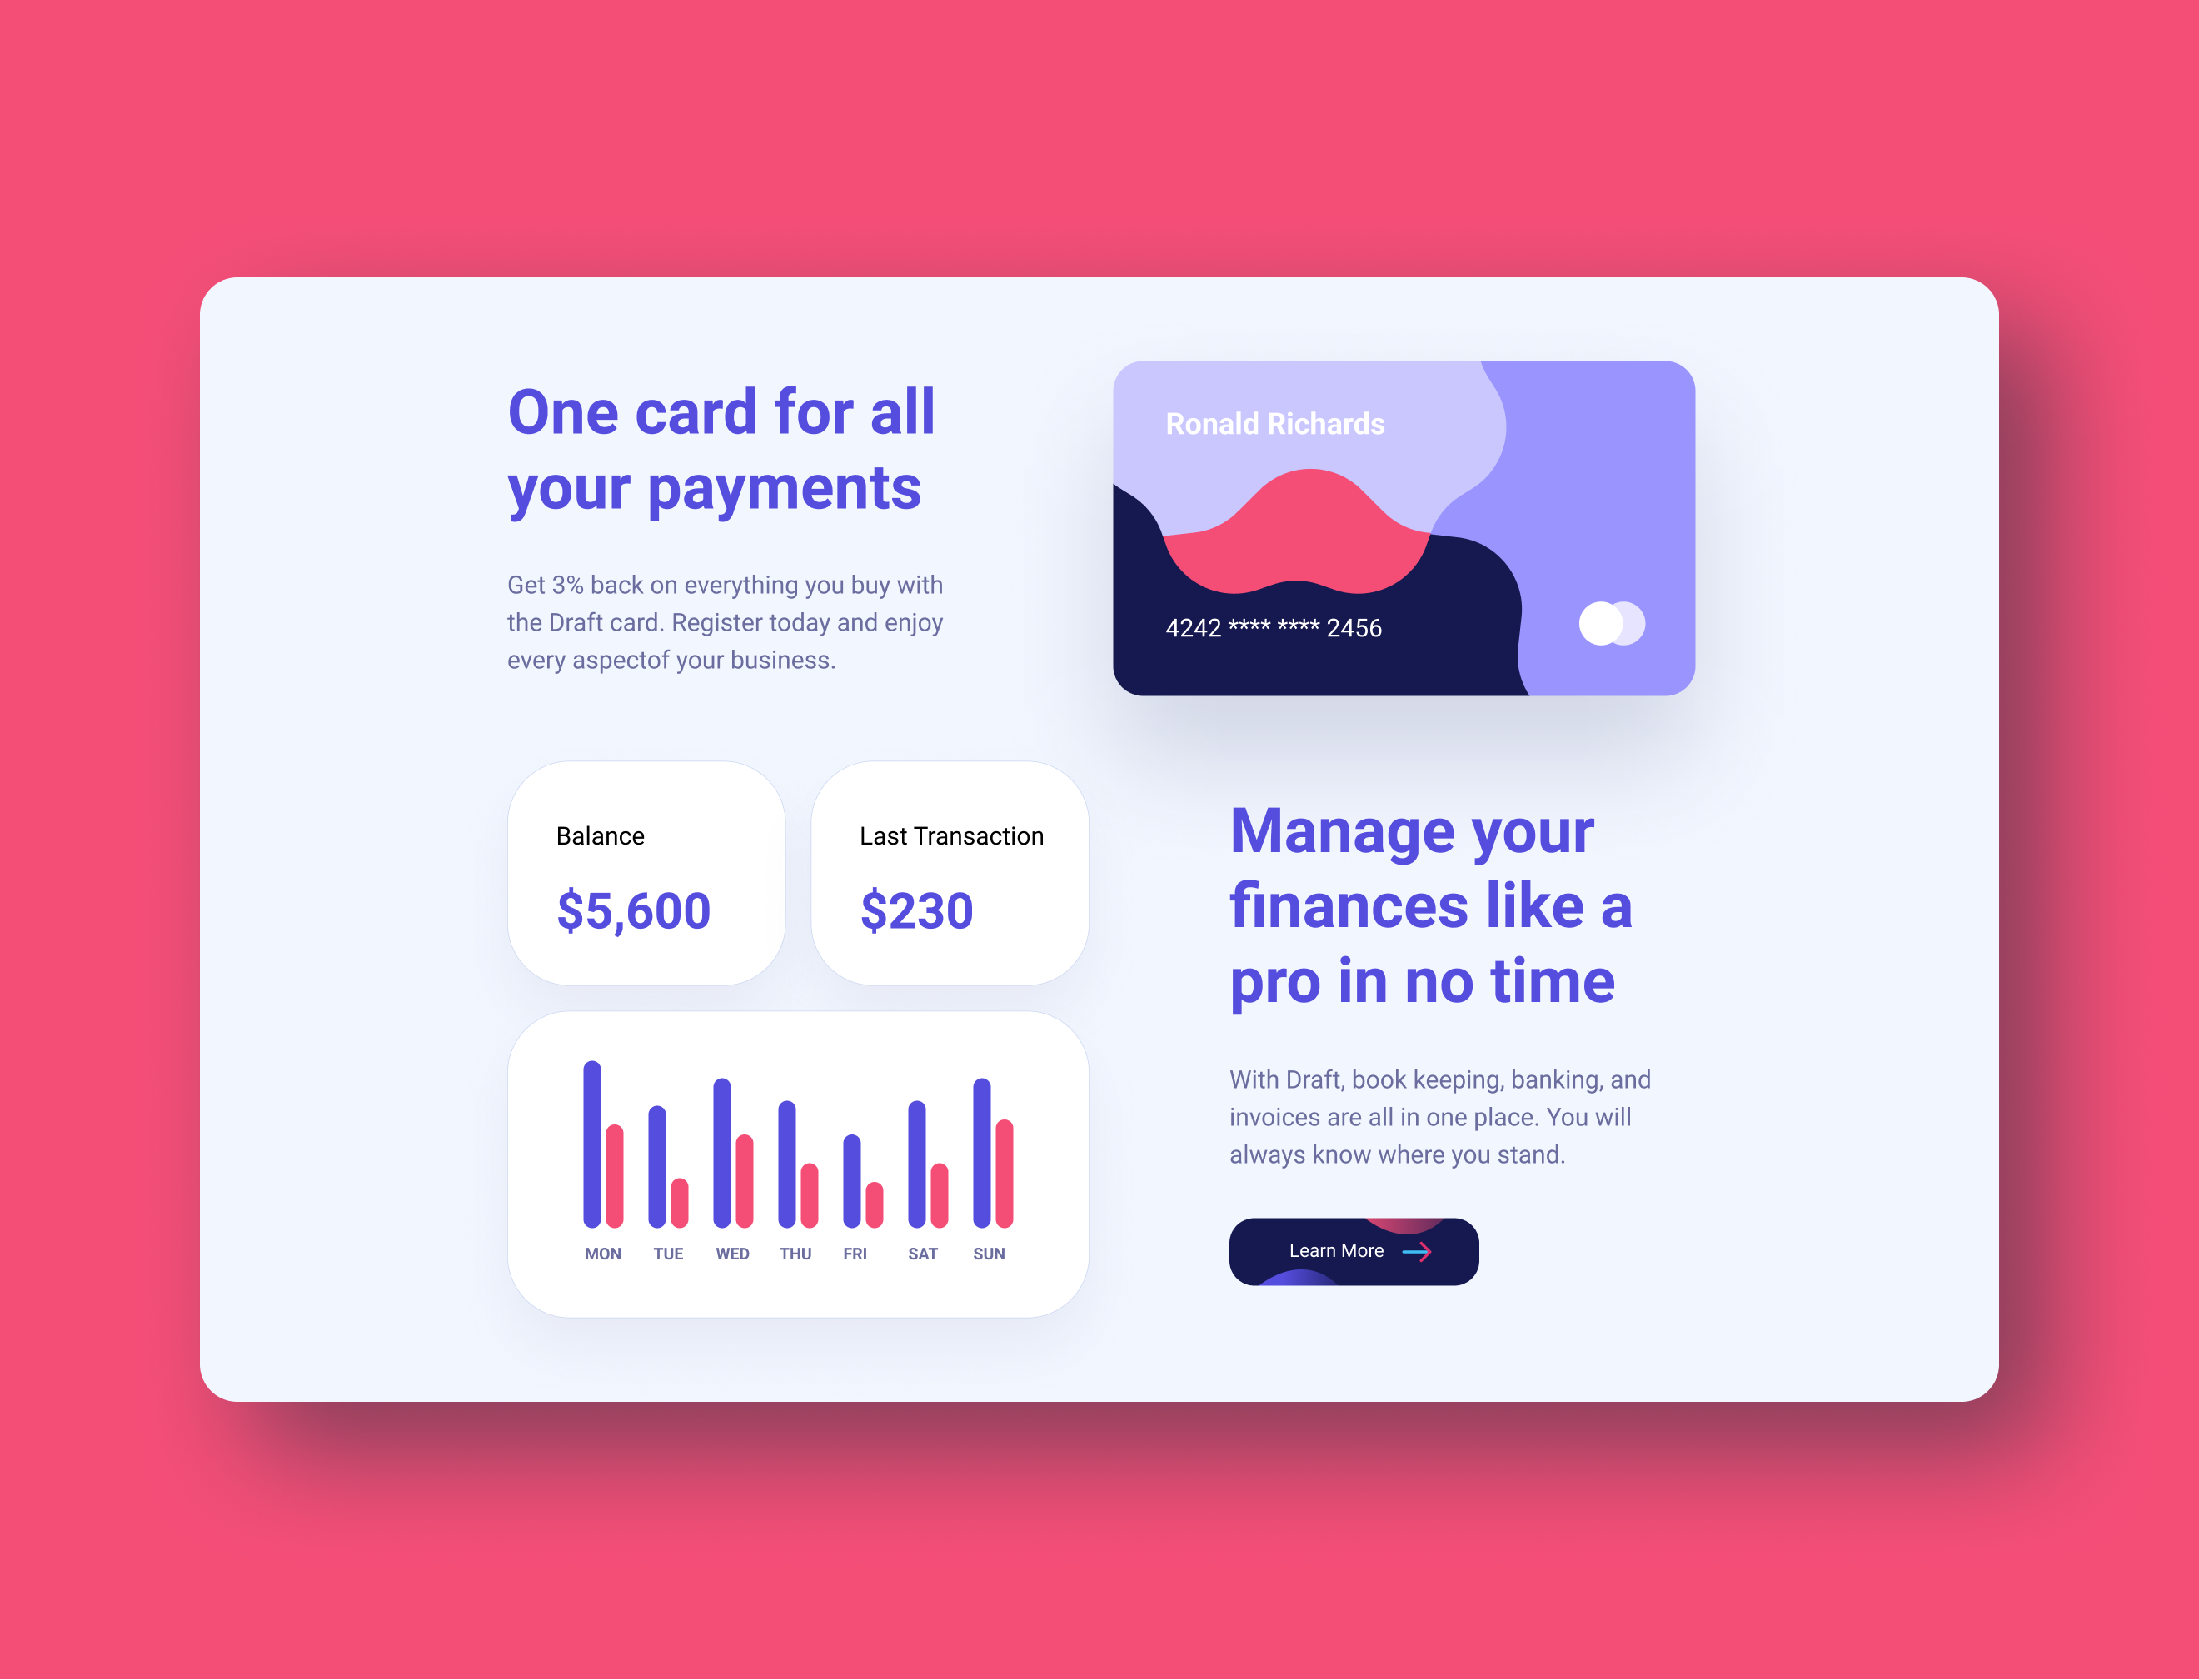 One card for all
your payments
Get 3% back on everything you buy with
the Draft card. Register today and enjoy
every aspectof your business.
Ronald Richards
4242 **** **** 2456
Balance
$5,600
Last Transaction
$230
MON TUE WED THU FRI SAT SUN
Manage your
finances like a
pro in no time
With Draft, book keeping, banking, and
invoices are all in one place. You will
always know where you stand.
Learn More